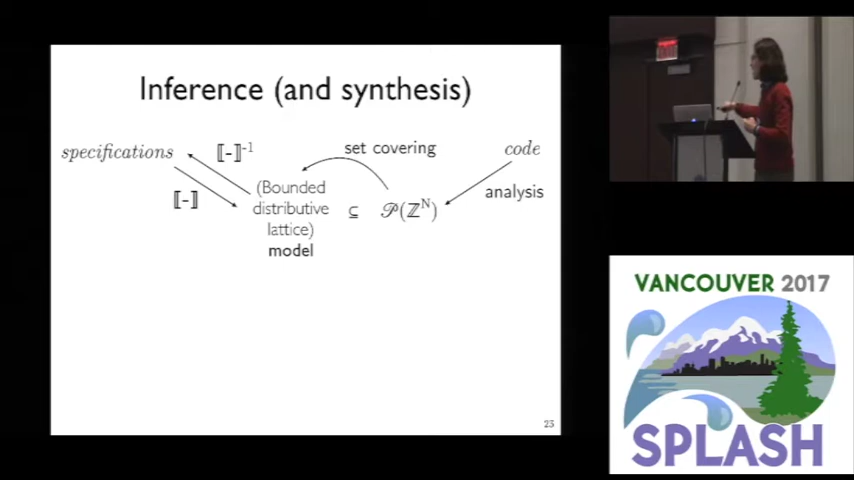 Inference (and synthesis)
specifications
⟦-⟧⁻¹
⟦-⟧
(Bounded
distributive
lattice)
model
⊆
𝒫(ℤᴺ)
set covering
code
analysis
23
VANCOUVER 2017
SPLASH